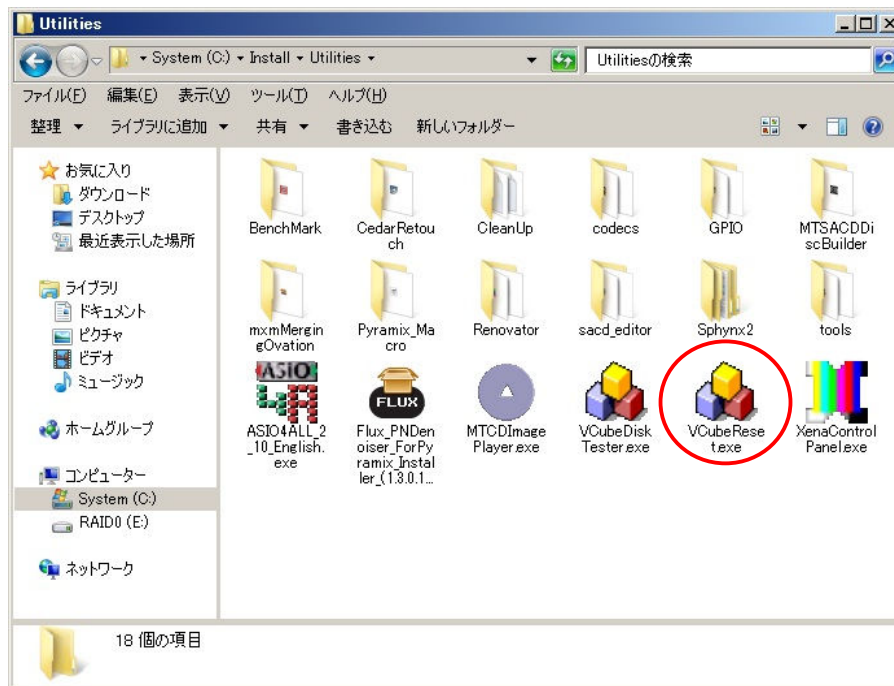 Utilities
System (C:) Install Utilities
Utilitiesの検索
ファイル(F) 編集(E) 表示(V) ツール(T) ヘルプ(H)
整理 ライブラリに追加 共有 書き込む 新しいフォルダー
お気に入り
ダウンロード
デスクトップ
最近表示した場所
ライブラリ
ドキュメント
ピクチャ
ビデオ
ミュージック
ホームグループ
コンピューター
System (C:)
RAID0 (E:)
ネットワーク
BenchMark
CedarRetou
ch
CleanUp
codecs
GPIO
MTSACDDi
scBuilder
mxmMergin
gOvation
Pyramix_Ma
cro
Renovator
sacd_editor
Sphynx2
tools
ASIO
4A
ASIO4ALL_2
_10_English.
exe
FLUX
Flux_PNDen
oiser_ForPy
ramix_Instal
ler_(1.3.0.1...
MTCDImage
Player.exe
VCubeDisk
Tester.exe
VCubeRese
t.exe
XenaControl
Panel.exe
18 個の項目